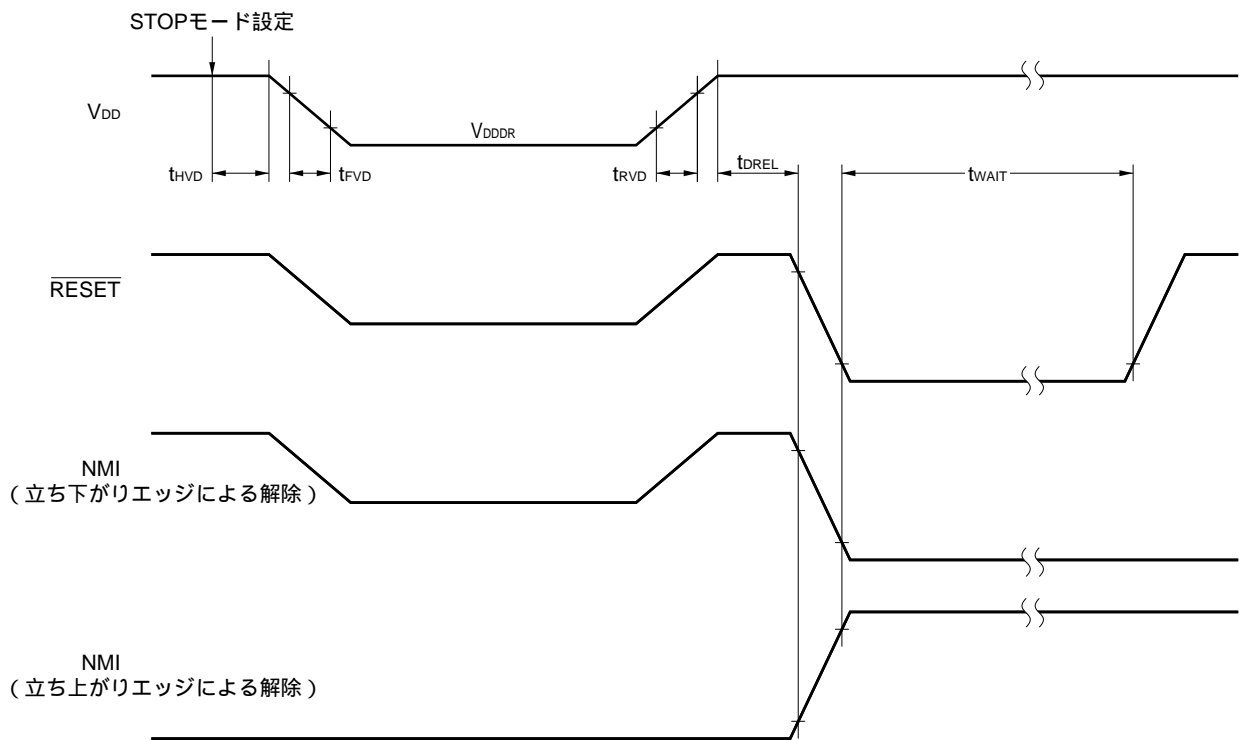 STOPモード設定
VDD
VDDDR
tHVD
tFVD
tRVD
tDREL
tWAIT
RESET
NMI
(立ち下がりエッジによる解除)
NMI
(立ち上がりエッジによる解除)